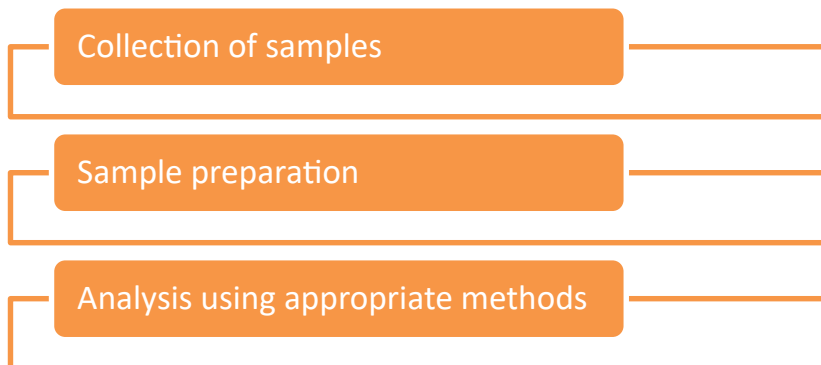 Collection of samples
Sample preparation
Analysis using appropriate methods